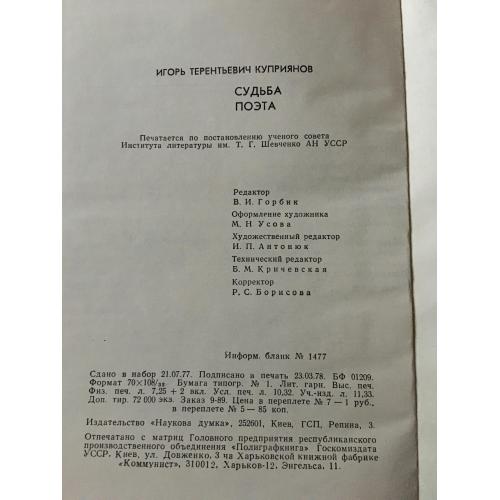 ИГОРЬ ТЕРЕНТЬЕВИЧ КУПРИЯНОВ
СУДЬБА
ПОЭТА
Печатается по постановлению ученого совета
Института литературы им. Т. Г. Шевченко АН УССР
Редактор
В. И. Горбик
Оформление художника
М. Н Усова
Художественный редактор
И. П. Антонюк
Технический редактор
Б. М. Кричевская
Корректор
Р. С. Борисова
Информ. бланк № 1477
Сдано в набор 21.07.77. Подписано в печать 23.03.78. БФ 01209.
Формат 70×108/32 Бумага типогр. № 1. Лит. гарн. Выс. печ.
Физ. печ. л. 7,25 + 2 вкл. Усл. печ. л. 10,32. Уч.-изд. л. 11,33.
Доп. тир. 72 000 экз. Заказ 9-89. Цена в переплете № 7 — 1 руб.,
в переплете № 5 — 85 коп.
Издательство «Наукова думка», 252601, Киев, ГСП, Репина, 3.
Отпечатано с матриц Головного предприятия республиканского
производственного объединения «Полиграфкнига» Госкомиздата
УССР. Киев, ул. Довженко, 3 на Харьковской книжной фабрике
"Коммунист", 310012, Харьков-12, Энгельса, 11.